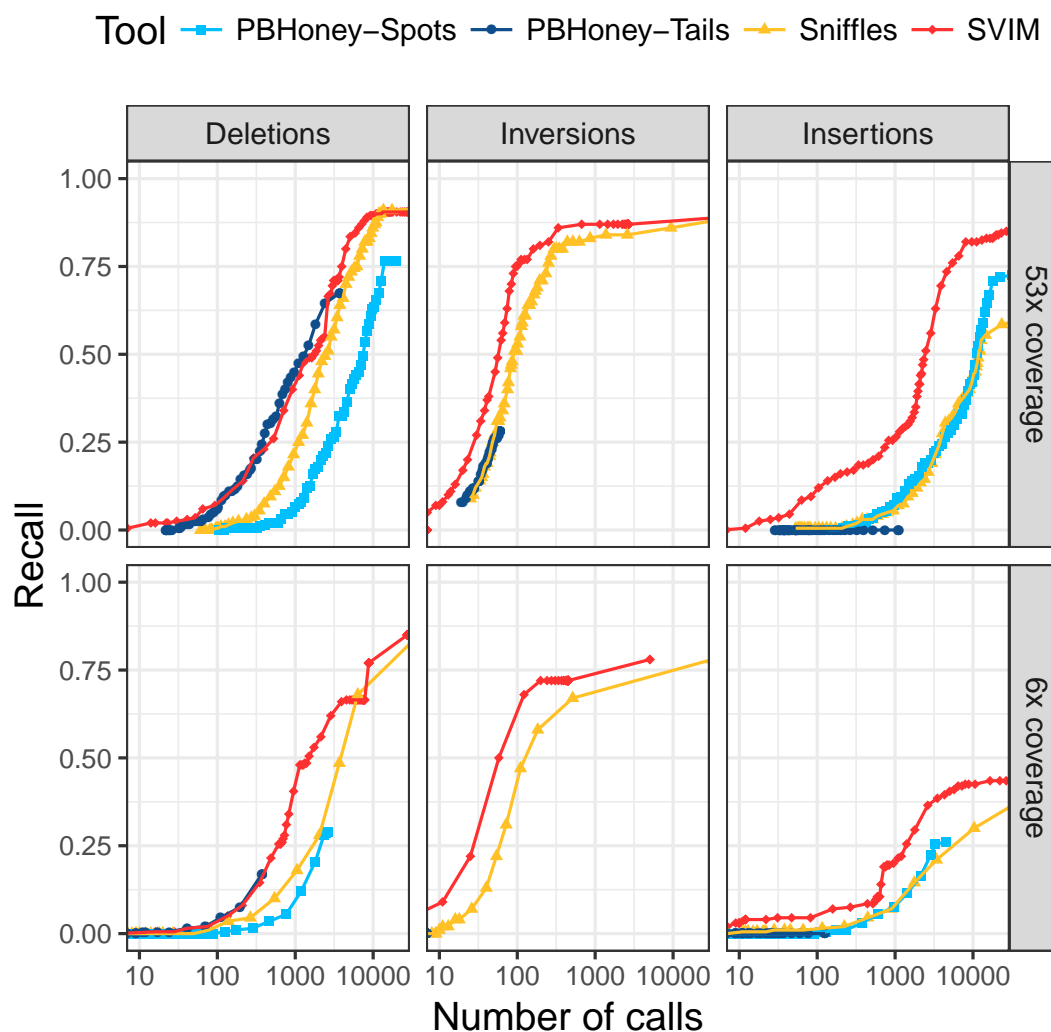 Tool PBHoney−Spots PBHoney−Tails Sniffles SVIM
Deletions Inversions Insertions
1.00
0.75
0.50
0.25
0.00
53x coverage
Recall
1.00
0.75
0.50
0.25
0.00
6x coverage
10 100 1000 10000 10 100 1000 10000 10 100 1000 10000
Number of calls